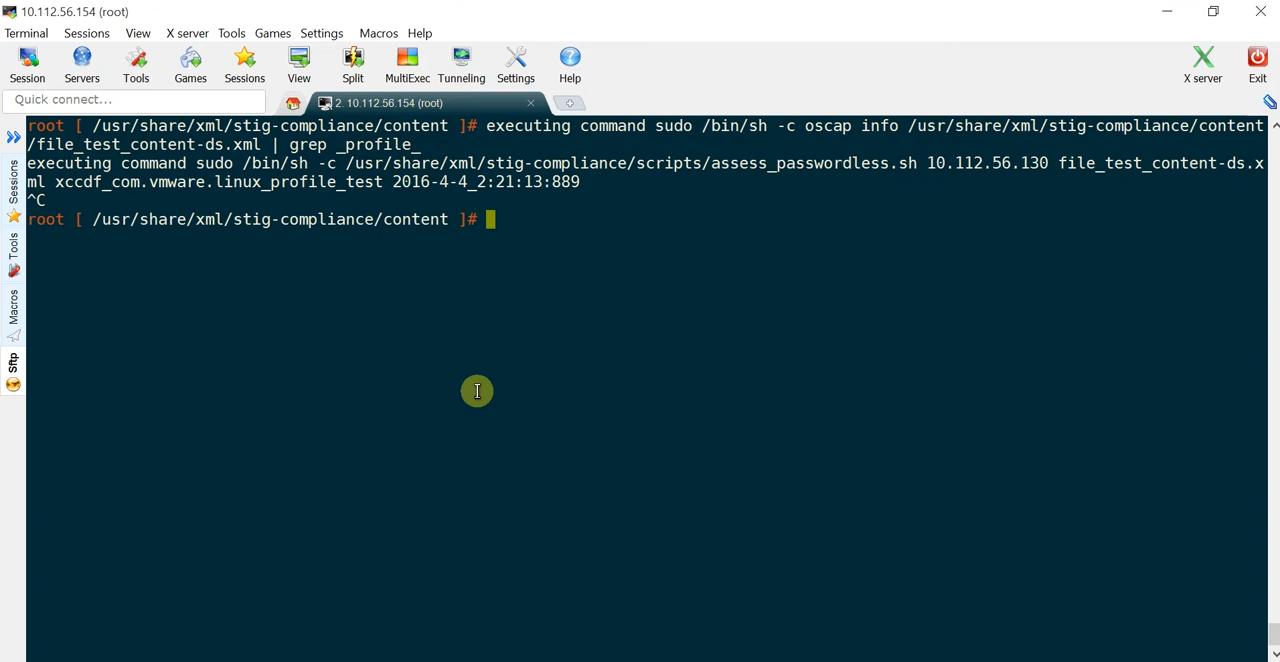 10.112.56.154 (root)
Terminal Sessions View X server Tools Games Settings Macros Help
Session Servers Tools Games Sessions View Split MultiExec Tunneling Settings Help X server Exit
Quick connect... 2. 10.112.56.154 (root)
root [ /usr/share/xml/stig-compliance/content ]# executing command sudo /bin/sh -c oscap info /usr/share/xml/stig-compliance/content
/file_test_content-ds.xml | grep _profile_
executing command sudo /bin/sh -c /usr/share/xml/stig-compliance/scripts/assess_passwordless.sh 10.112.56.130 file_test_content-ds.x
ml xccdf_com.vmware.linux_profile_test 2016-4-4_2:21:13:889
^C
root [ /usr/share/xml/stig-compliance/content ]#
Sessions
Tools
Macros
Sftp